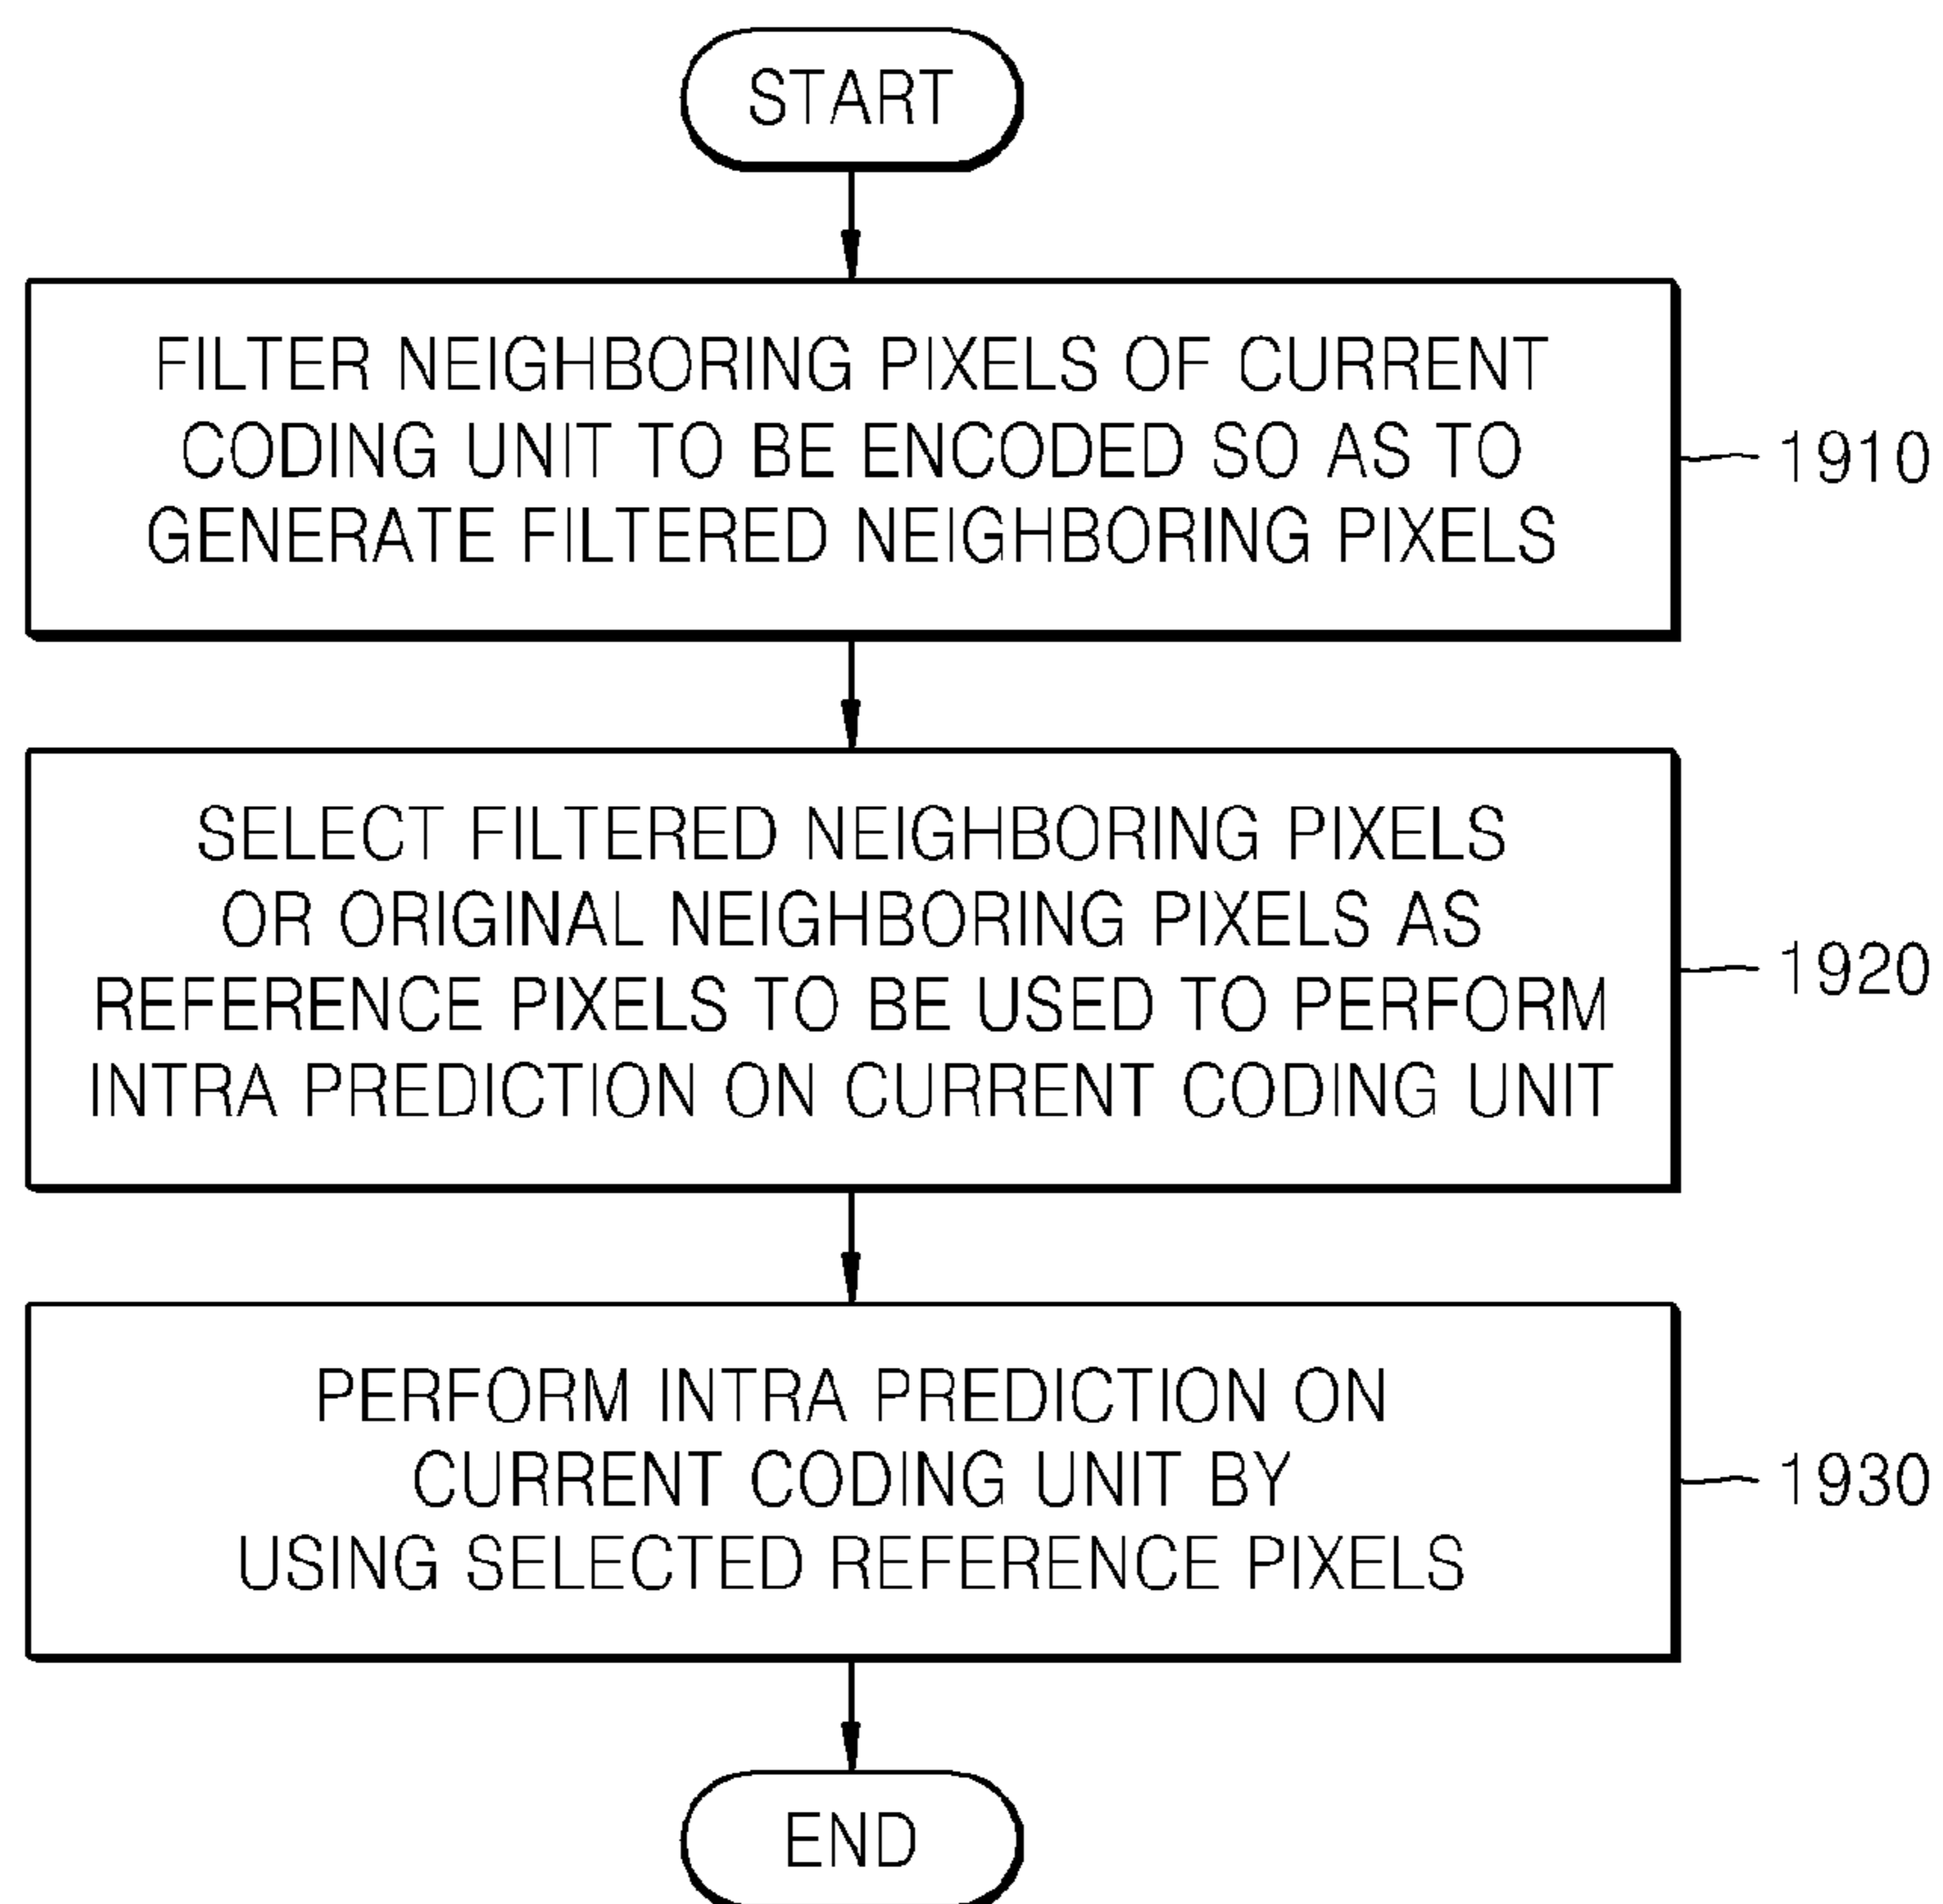 START
FILTER NEIGHBORING PIXELS OF CURRENT
CODING UNIT TO BE ENCODED SO AS TO
GENERATE FILTERED NEIGHBORING PIXELS
1910
SELECT FILTERED NEIGHBORING PIXELS
OR ORIGINAL NEIGHBORING PIXELS AS
REFERENCE PIXELS TO BE USED TO PERFORM
INTRA PREDICTION ON CURRENT CODING UNIT
1920
PERFORM INTRA PREDICTION ON
CURRENT CODING UNIT BY
USING SELECTED REFERENCE PIXELS
1930
END